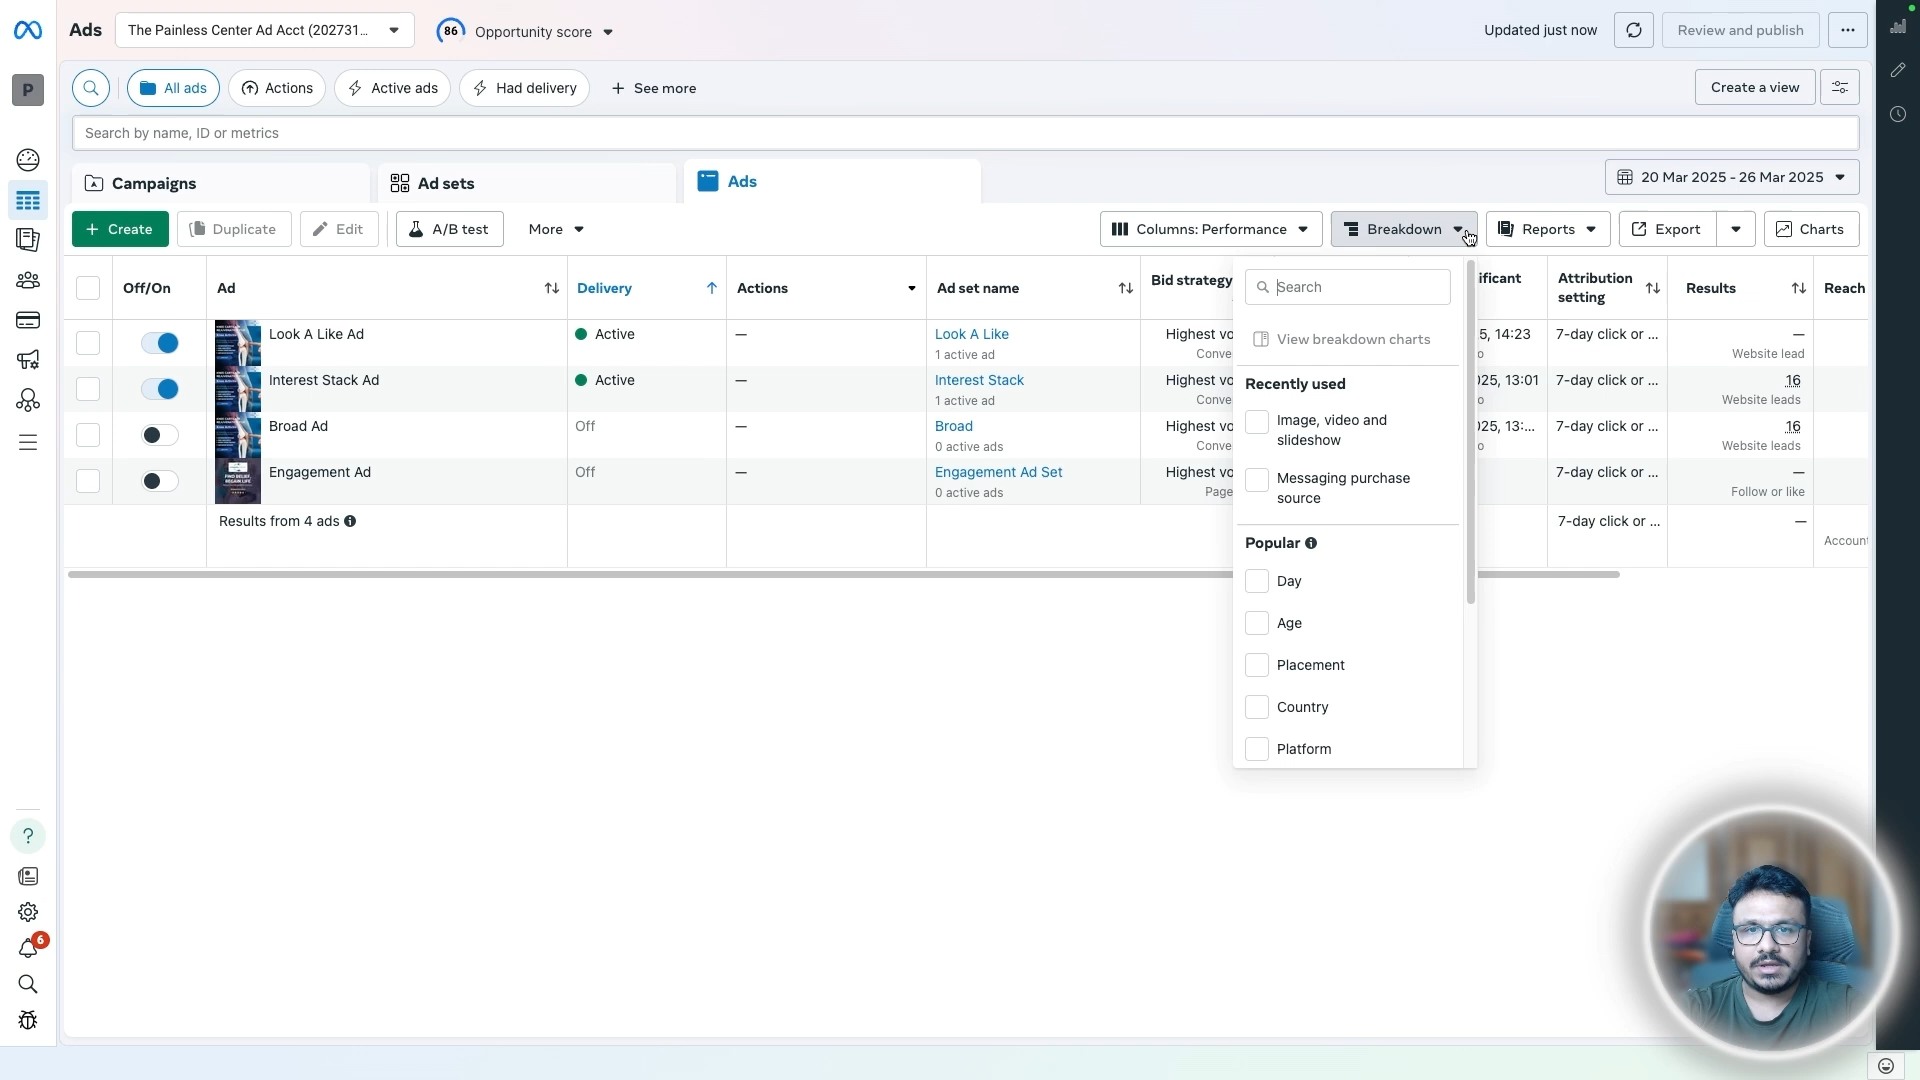 Ads
The Painless Center Ad Acct (202731...
86
Opportunity score
Updated just now
Review and publish
P
All ads
Actions
Active ads
Had delivery
See more
Create a view
Search by name, ID or metrics
Campaigns
Ad sets
Ads
20 Mar 2025 - 26 Mar 2025
+ Create
Duplicate
Edit
A/B test
More
Columns: Performance
Breakdown
Reports
Export
Charts
Off/On
Ad
Delivery
Actions
Ad set name
Bid strategy
ificant
Attribution
setting
Results
Reach
Look A Like Ad
Active
—
Look A Like
1 active ad
Highest vo
Conve
5, 14:23
o
7-day click or ...
—
Website lead
Interest Stack Ad
Active
—
Interest Stack
1 active ad
Highest vo
Conve
025, 13:01
o
7-day click or ...
16
Website leads
Broad Ad
Off
—
Broad
0 active ads
Highest vo
Conve
025, 13:...
o
7-day click or ...
16
Website leads
Engagement Ad
Off
—
Engagement Ad Set
0 active ads
Highest vo
Page
7-day click or ...
—
Follow or like
Results from 4 ads
7-day click or ...
—
Account
Search
View breakdown charts
Recently used
Image, video and
slideshow
Messaging purchase
source
Popular
Day
Age
Placement
Country
Platform
?
6